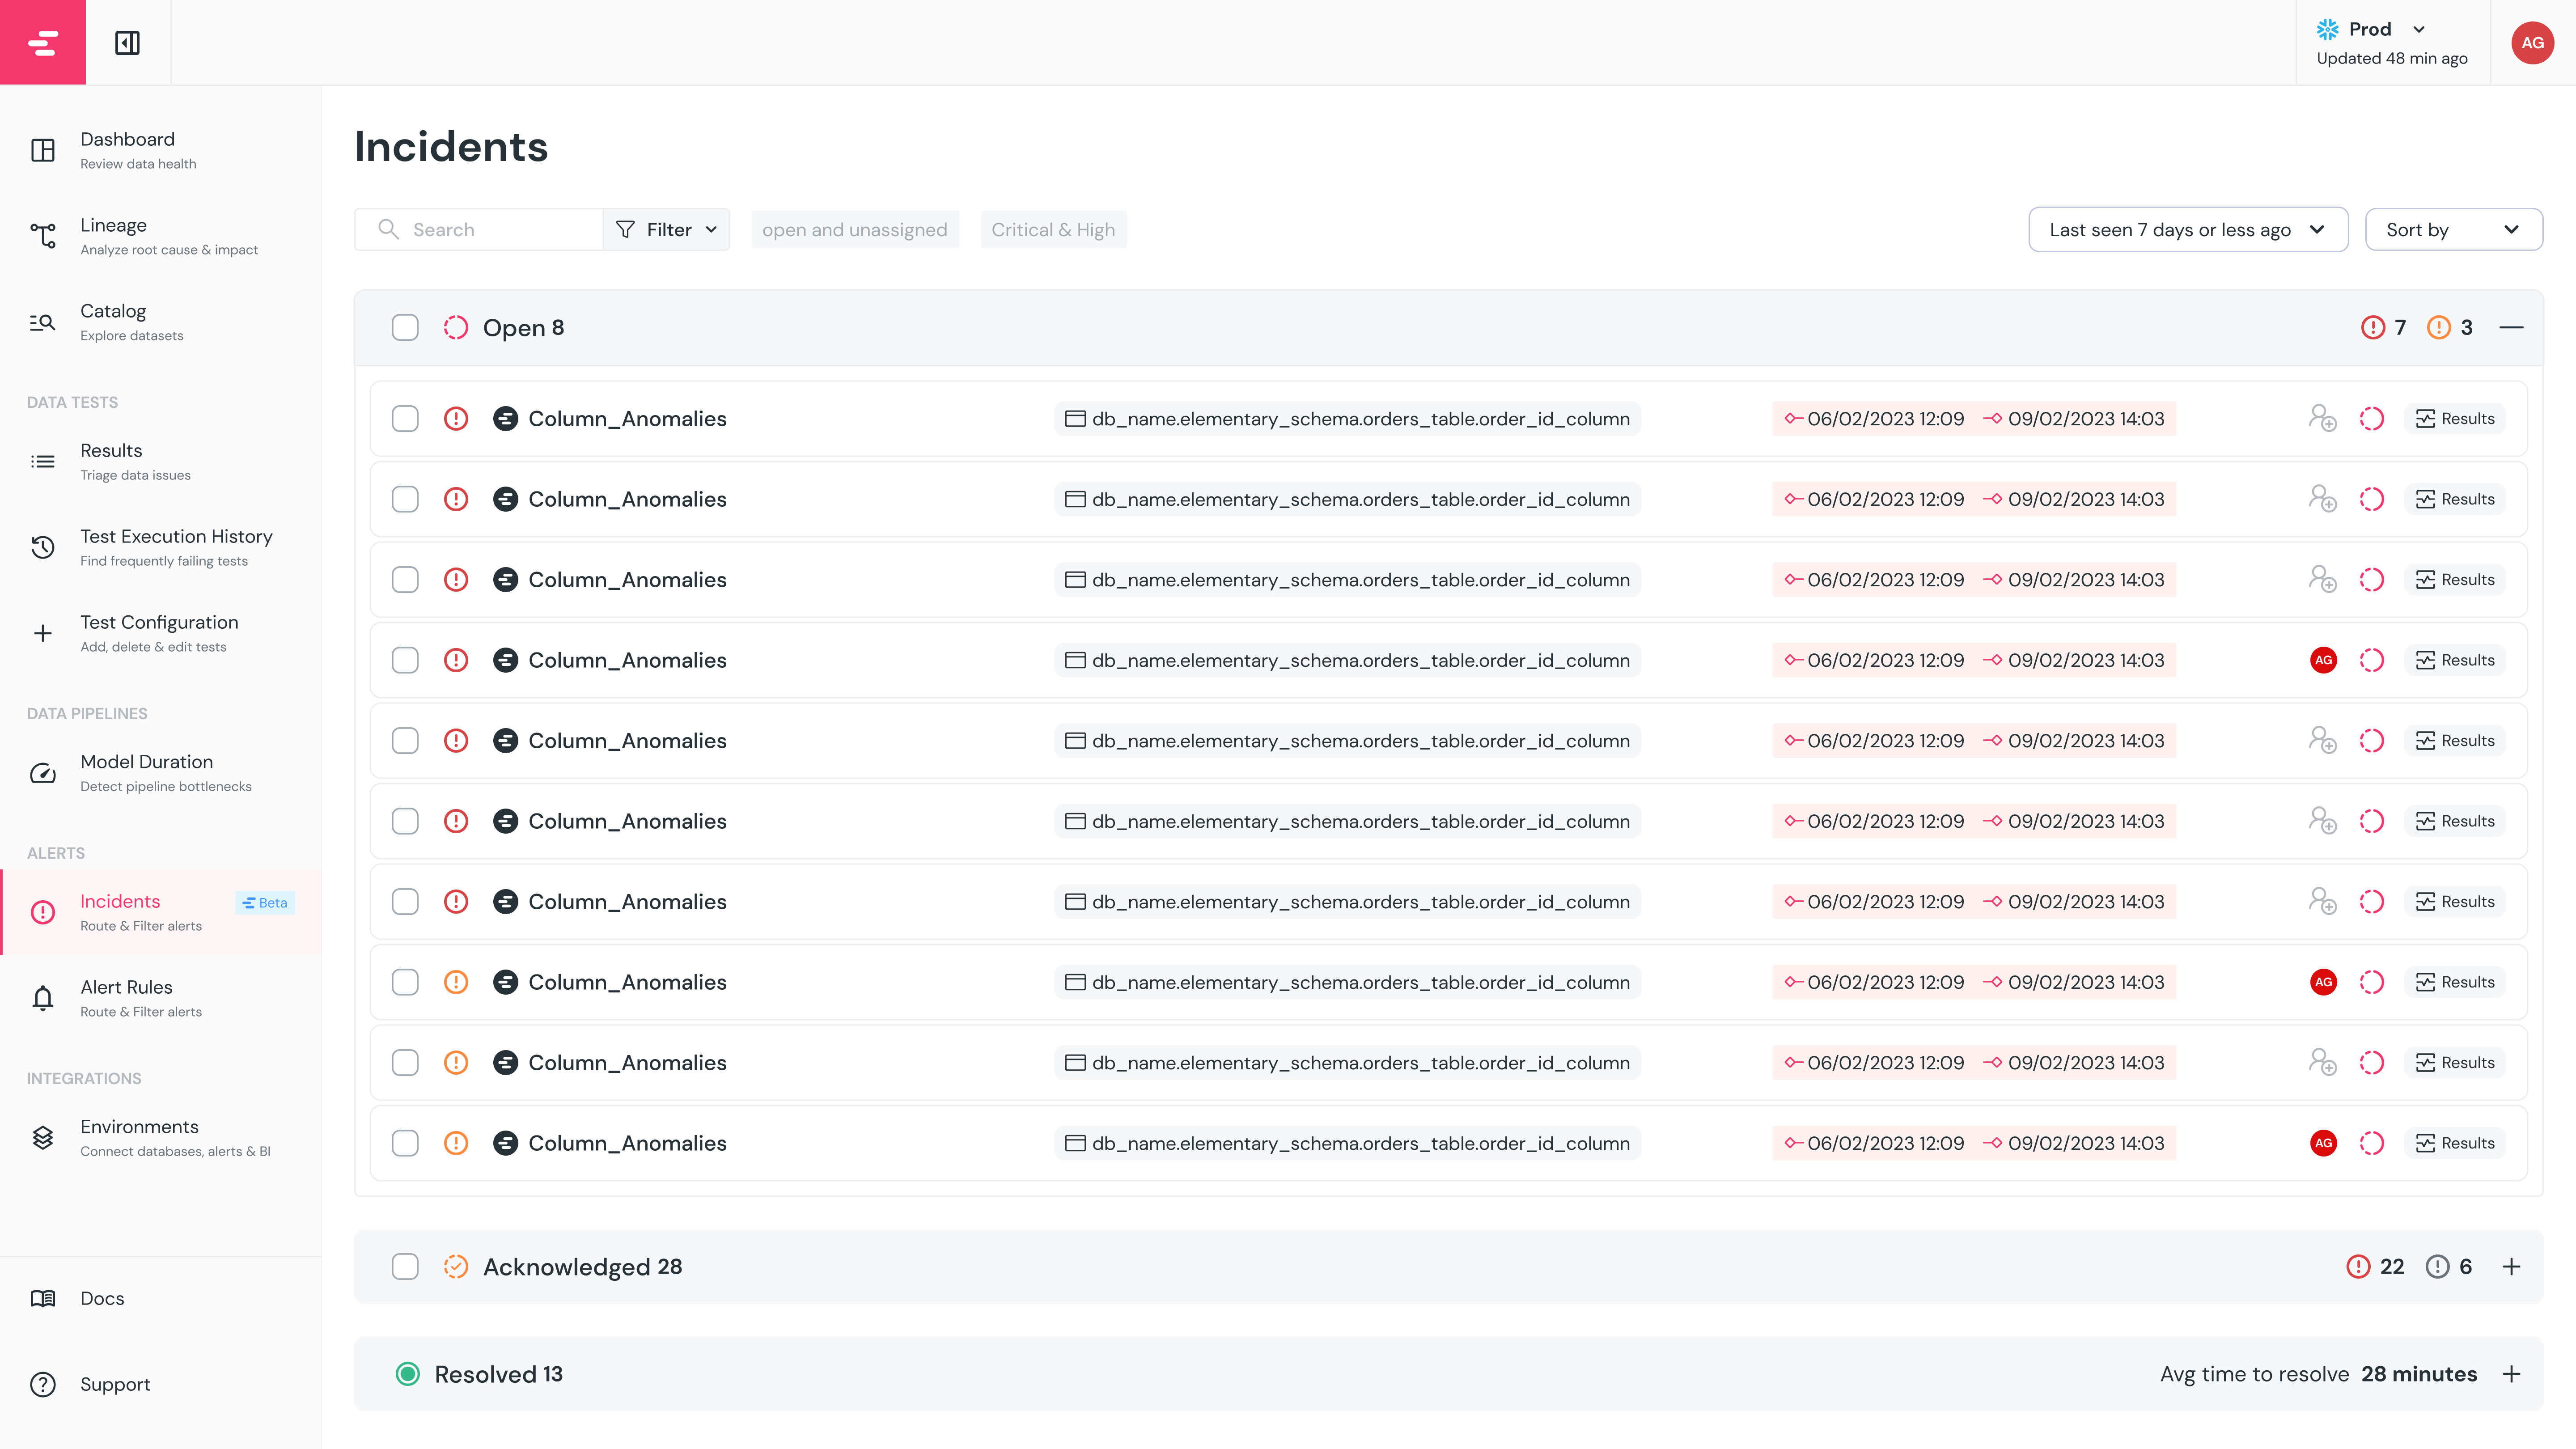 Prod
Updated 48 min ago
AG
Dashboard
Review data health
Lineage
Analyze root cause & impact
Catalog
Explore datasets
DATA TESTS
Results
Triage data issues
Test Execution History
Find frequently failing tests
Test Configuration
Add, delete & edit tests
DATA PIPELINES
Model Duration
Detect pipeline bottlenecks
ALERTS
Incidents Beta
Route & Filter alerts
Alert Rules
Route & Filter alerts
INTEGRATIONS
Environments
Connect databases, alerts & BI
Docs
Support
Incidents
Search Filter open and unassigned Critical & High Last seen 7 days or less ago Sort by
Open 8 7 3
Column_Anomalies db_name.elementary_schema.orders_table.order_id_column 06/02/2023 12:09 09/02/2023 14:03 Results
Column_Anomalies db_name.elementary_schema.orders_table.order_id_column 06/02/2023 12:09 09/02/2023 14:03 Results
Column_Anomalies db_name.elementary_schema.orders_table.order_id_column 06/02/2023 12:09 09/02/2023 14:03 Results
Column_Anomalies db_name.elementary_schema.orders_table.order_id_column 06/02/2023 12:09 09/02/2023 14:03 AG Results
Column_Anomalies db_name.elementary_schema.orders_table.order_id_column 06/02/2023 12:09 09/02/2023 14:03 Results
Column_Anomalies db_name.elementary_schema.orders_table.order_id_column 06/02/2023 12:09 09/02/2023 14:03 Results
Column_Anomalies db_name.elementary_schema.orders_table.order_id_column 06/02/2023 12:09 09/02/2023 14:03 Results
Column_Anomalies db_name.elementary_schema.orders_table.order_id_column 06/02/2023 12:09 09/02/2023 14:03 AG Results
Column_Anomalies db_name.elementary_schema.orders_table.order_id_column 06/02/2023 12:09 09/02/2023 14:03 Results
Column_Anomalies db_name.elementary_schema.orders_table.order_id_column 06/02/2023 12:09 09/02/2023 14:03 AG Results
Acknowledged 28 22 6
Resolved 13 Avg time to resolve 28 minutes